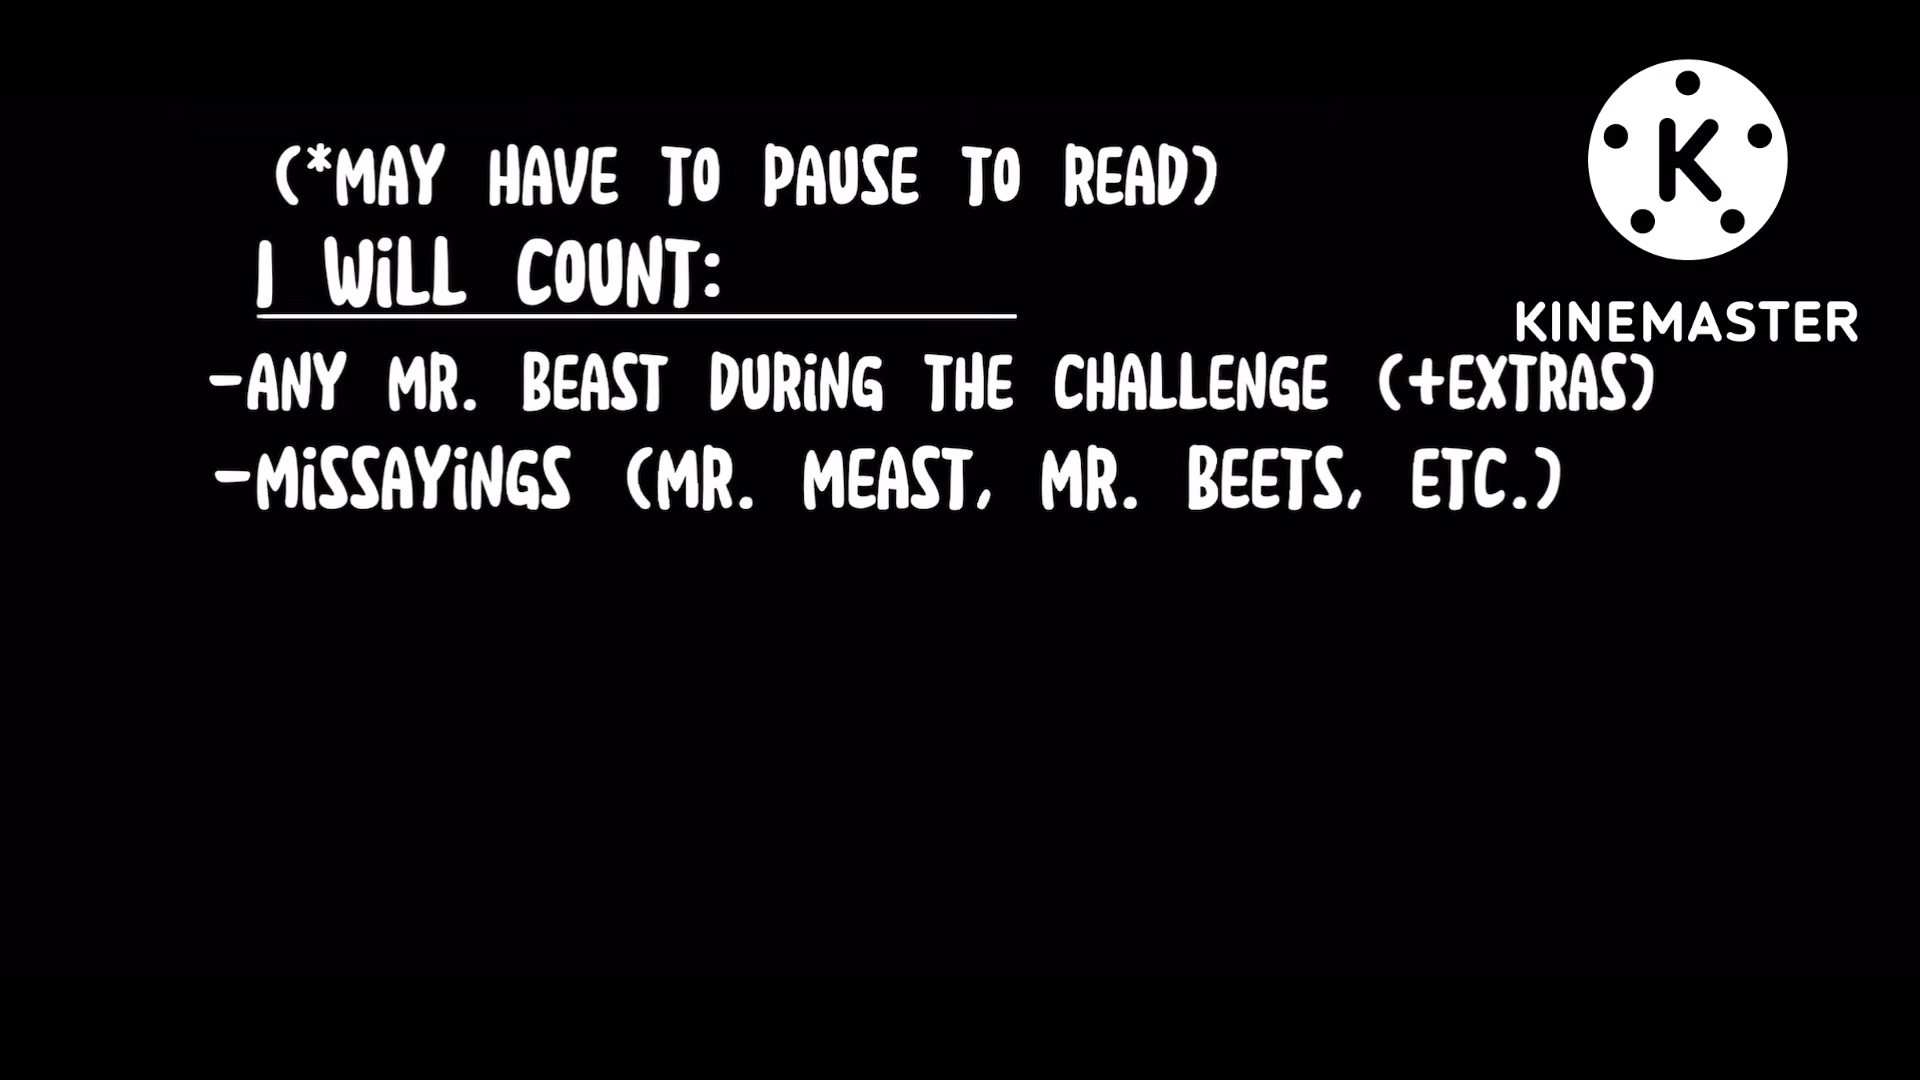 (*MAY HAVE TO PAUSE TO READ)
I WiLL COUNT:
K
KINEMASTER
-ANY MR. BEAST DURiNG THE CHALLENGE (+EXTRAS)
-MiSSAYiNGS (MR. MEAST, MR. BEETS, ETC.)